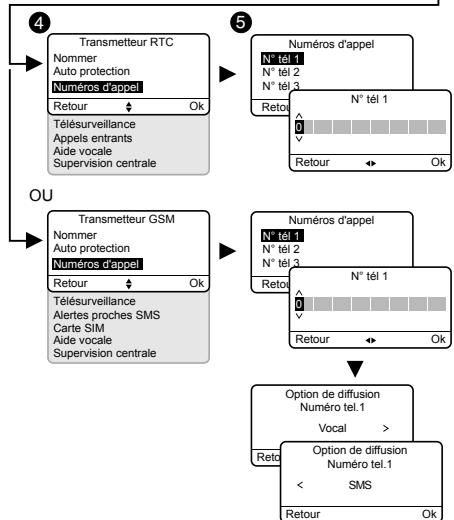 4
Transmetteur RTC
Nommer
Auto protection
Numéros d'appel
Retour Ok
Télésurveillance
Appels entrants
Aide vocale
Supervision centrale
5
Numéros d'appel
N° tél 1
N° tél 2
N° tél 3
Retou
N° tél 1
0
Retour Ok
OU
Transmetteur GSM
Nommer
Auto protection
Numéros d'appel
Retour Ok
Télésurveillance
Alertes proches SMS
Carte SIM
Aide vocale
Supervision centrale
Numéros d'appel
N° tél 1
N° tél 2
N° tél 3
Retou
N° tél 1
0
Retour Ok
Option de diffusion
Numéro tel.1
Vocal >
Reto
Option de diffusion
Numéro tel.1
< SMS
Retour Ok